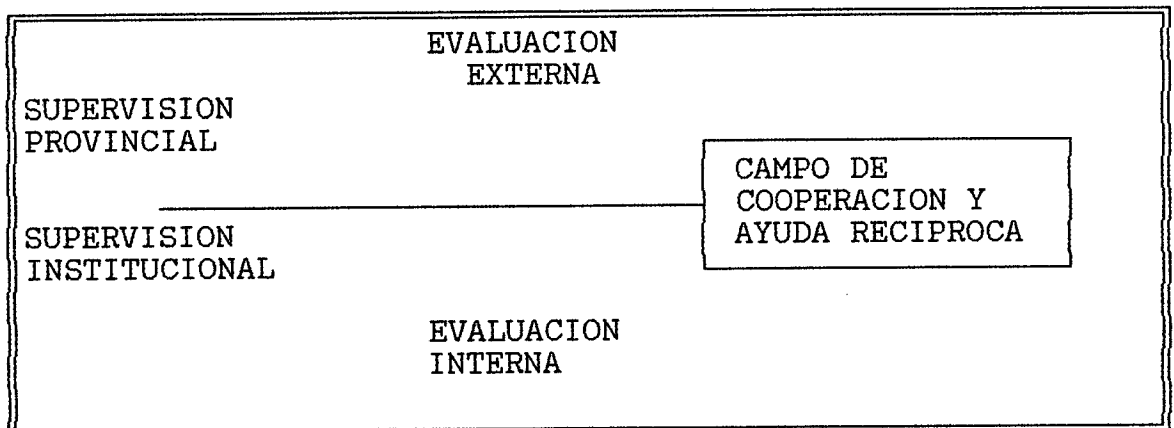 EVALUACION
EXTERNA
SUPERVISION
PROVINCIAL
CAMPO DE
COOPERACION Y
AYUDA RECIPROCA
SUPERVISION
INSTITUCIONAL
EVALUACION
INTERNA